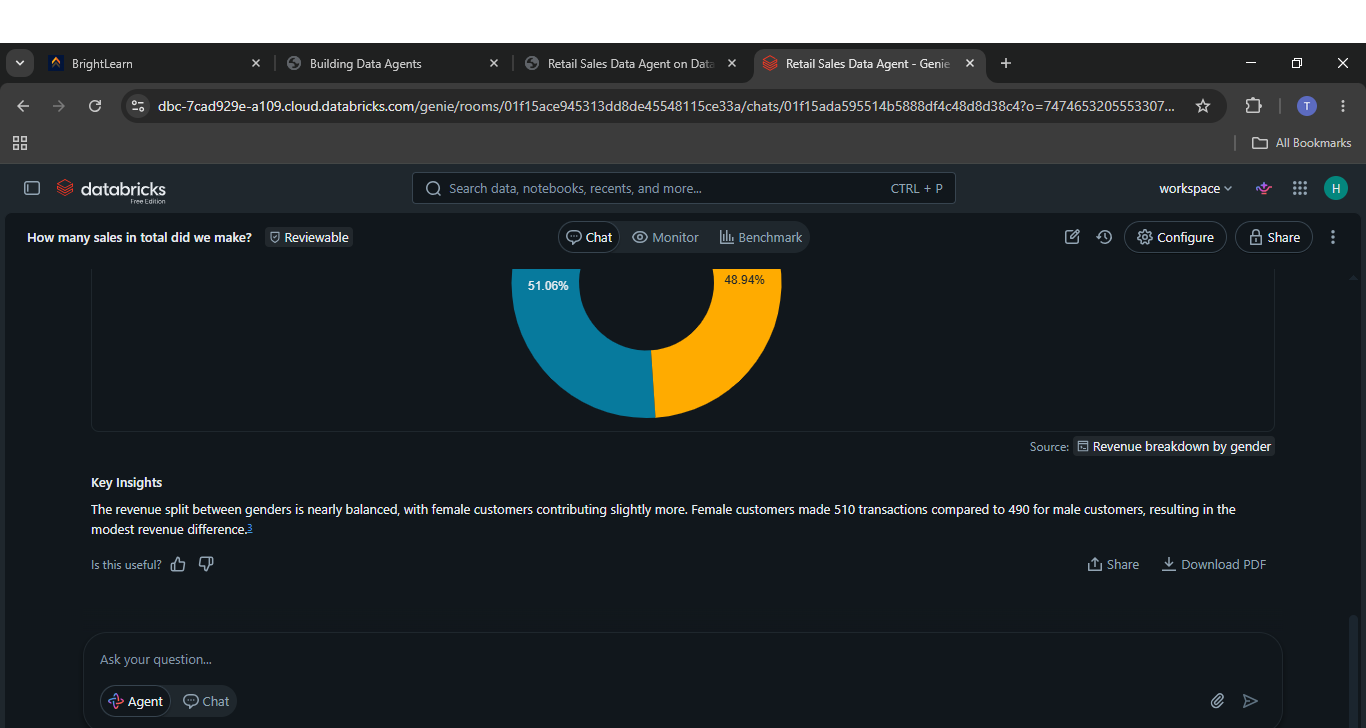 BrightLearn
Building Data Agents
Retail Sales Data Agent on Data
Retail Sales Data Agent - Genie
dbc-7cad929e-a109.cloud.databricks.com/genie/rooms/01f15ace945313dd8de45548115ce33a/chats/01f15ada595514b5888df4c48d8d38c4?o=7474653205553307...
T
All Bookmarks
databricks
Free Edition
Search data, notebooks, recents, and more...
CTRL + P
workspace
H
How many sales in total did we make?
Reviewable
Chat
Monitor
Benchmark
Configure
Share
51.06%
48.94%
Source: Revenue breakdown by gender
Key Insights
The revenue split between genders is nearly balanced, with female customers contributing slightly more. Female customers made 510 transactions compared to 490 for male customers, resulting in the
modest revenue difference.3
Is this useful?
Share
Download PDF
Ask your question...
Agent
Chat